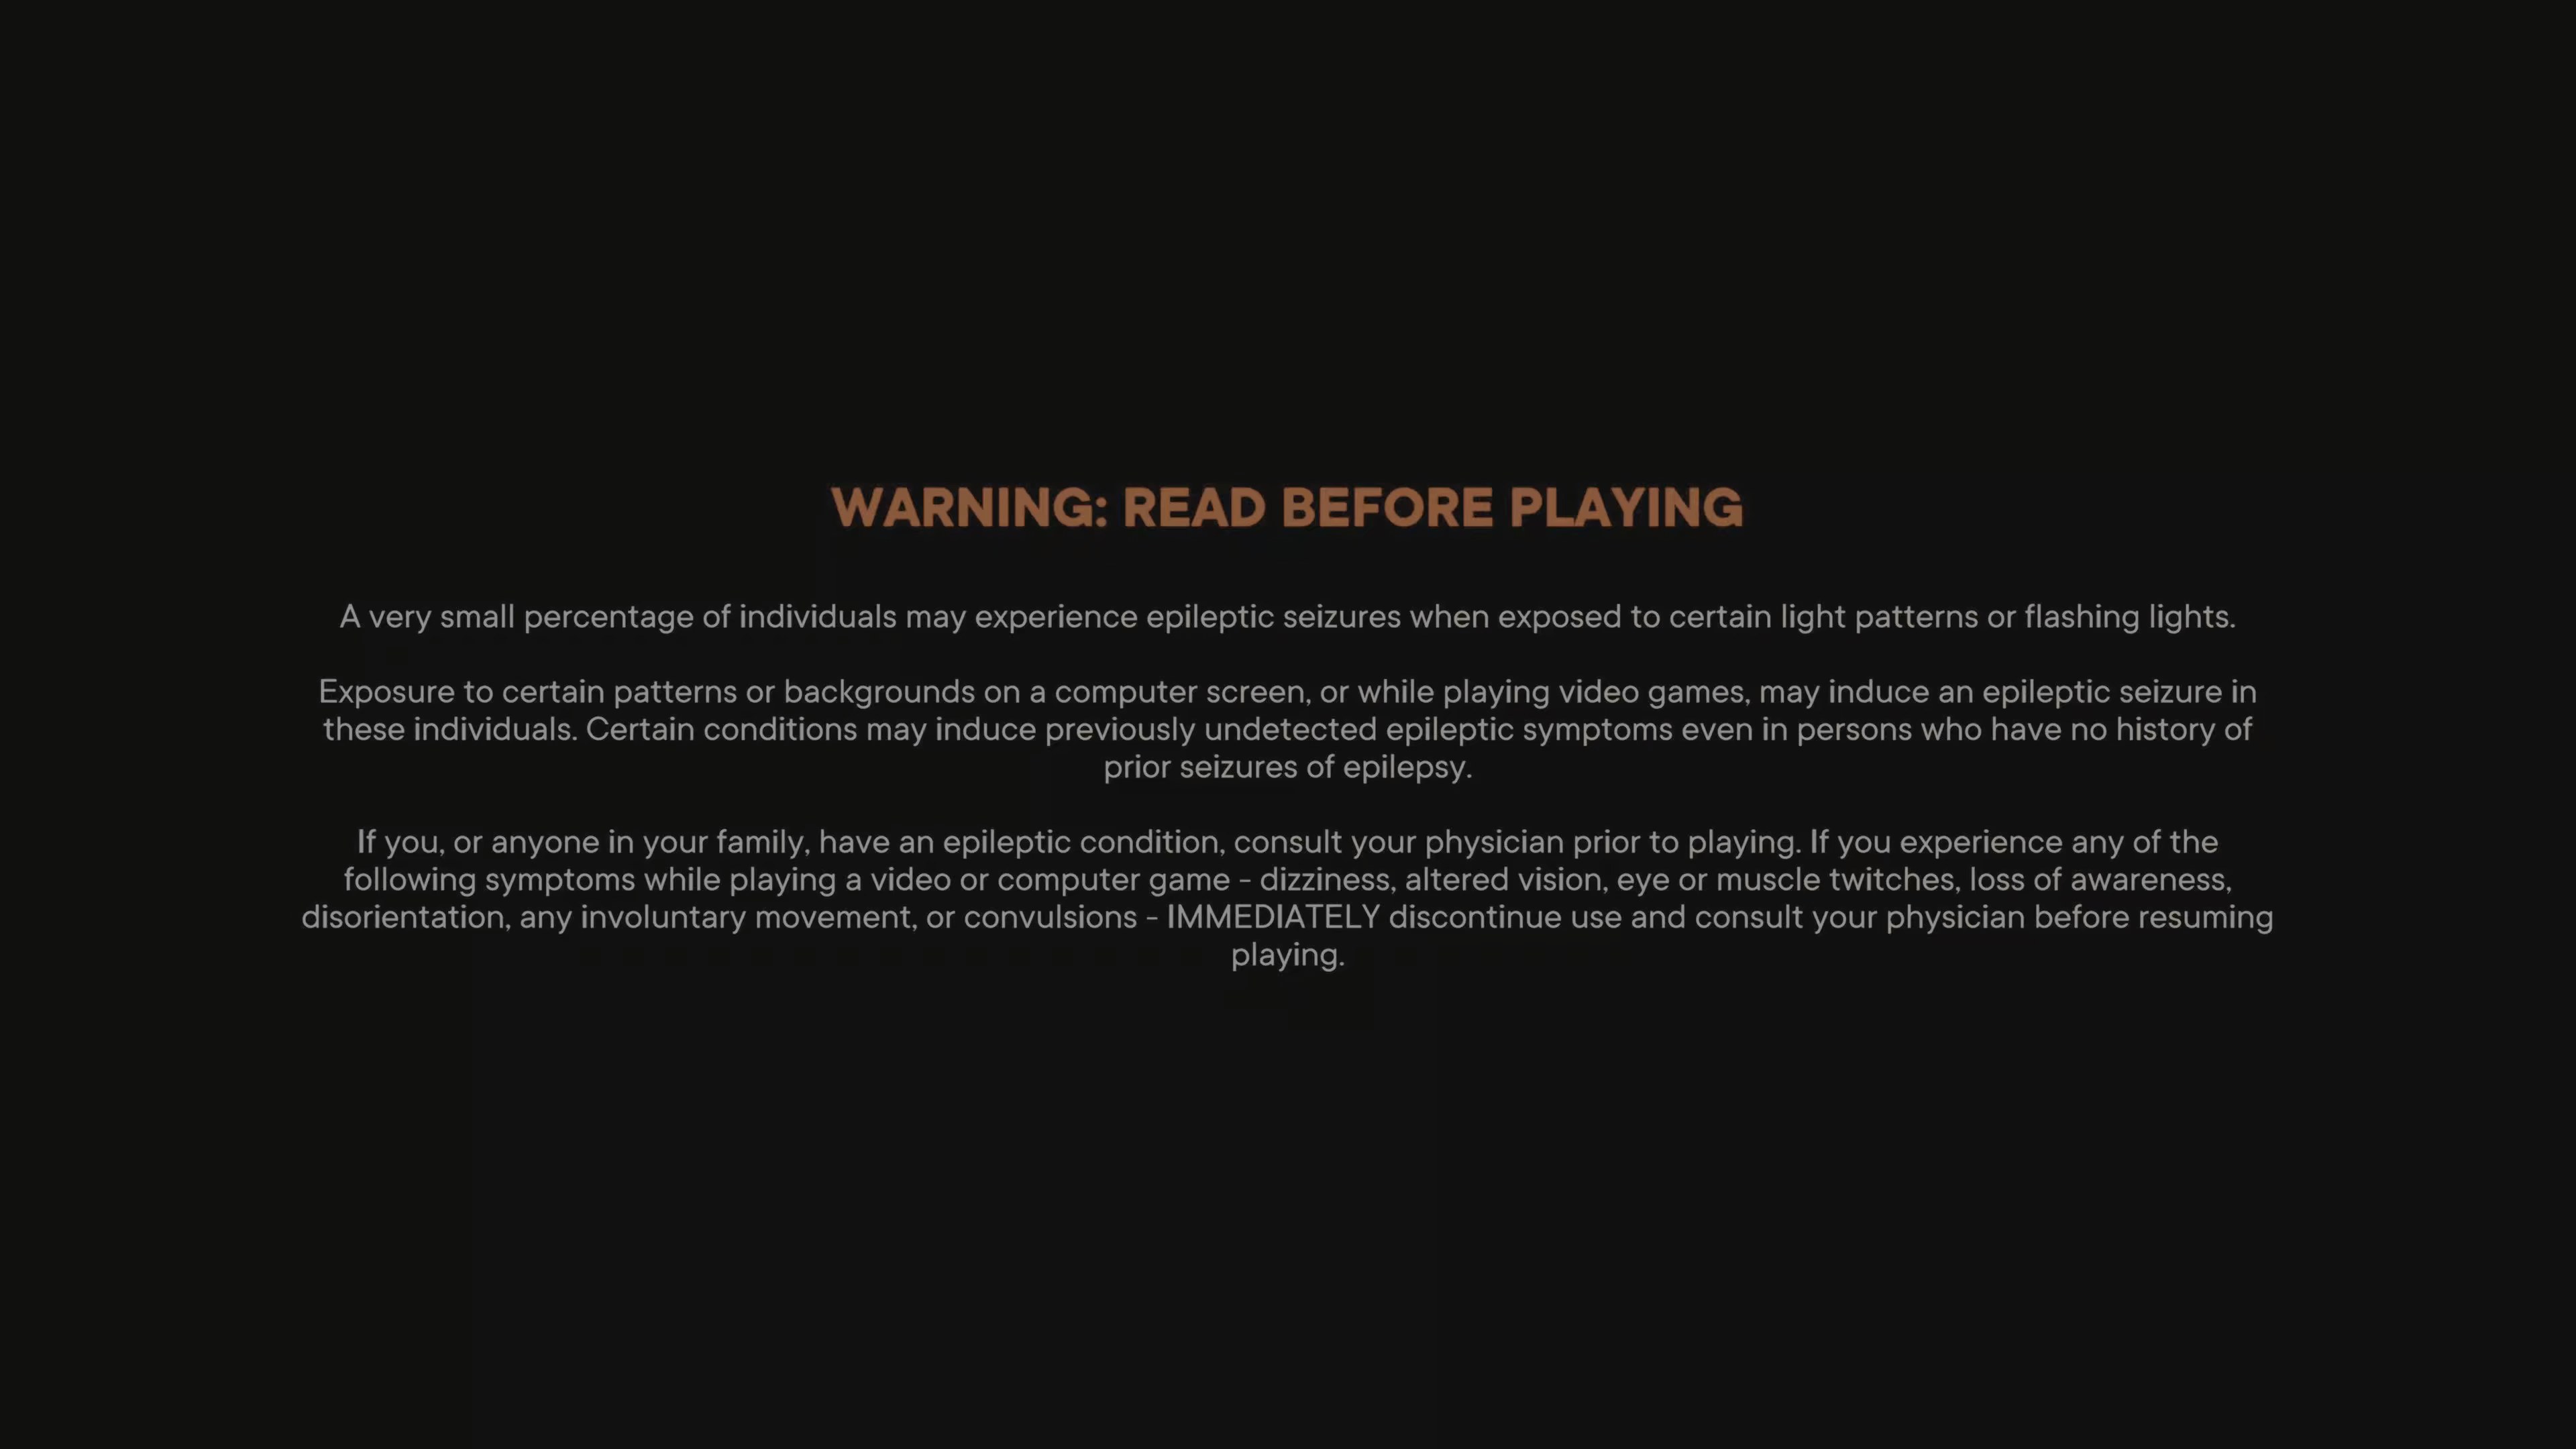 WARNING: READ BEFORE PLAYING
A very small percentage of individuals may experience epileptic seizures when exposed to certain light patterns or flashing lights.
Exposure to certain patterns or backgrounds on a computer screen, or while playing video games, may induce an epileptic seizure in
these individuals. Certain conditions may induce previously undetected epileptic symptoms even in persons who have no history of
prior seizures of epilepsy.
If you, or anyone in your family, have an epileptic condition, consult your physician prior to playing. If you experience any of the
following symptoms while playing a video or computer game - dizziness, altered vision, eye or muscle twitches, loss of awareness,
disorientation, any involuntary movement, or convulsions - IMMEDIATELY discontinue use and consult your physician before resuming
playing.